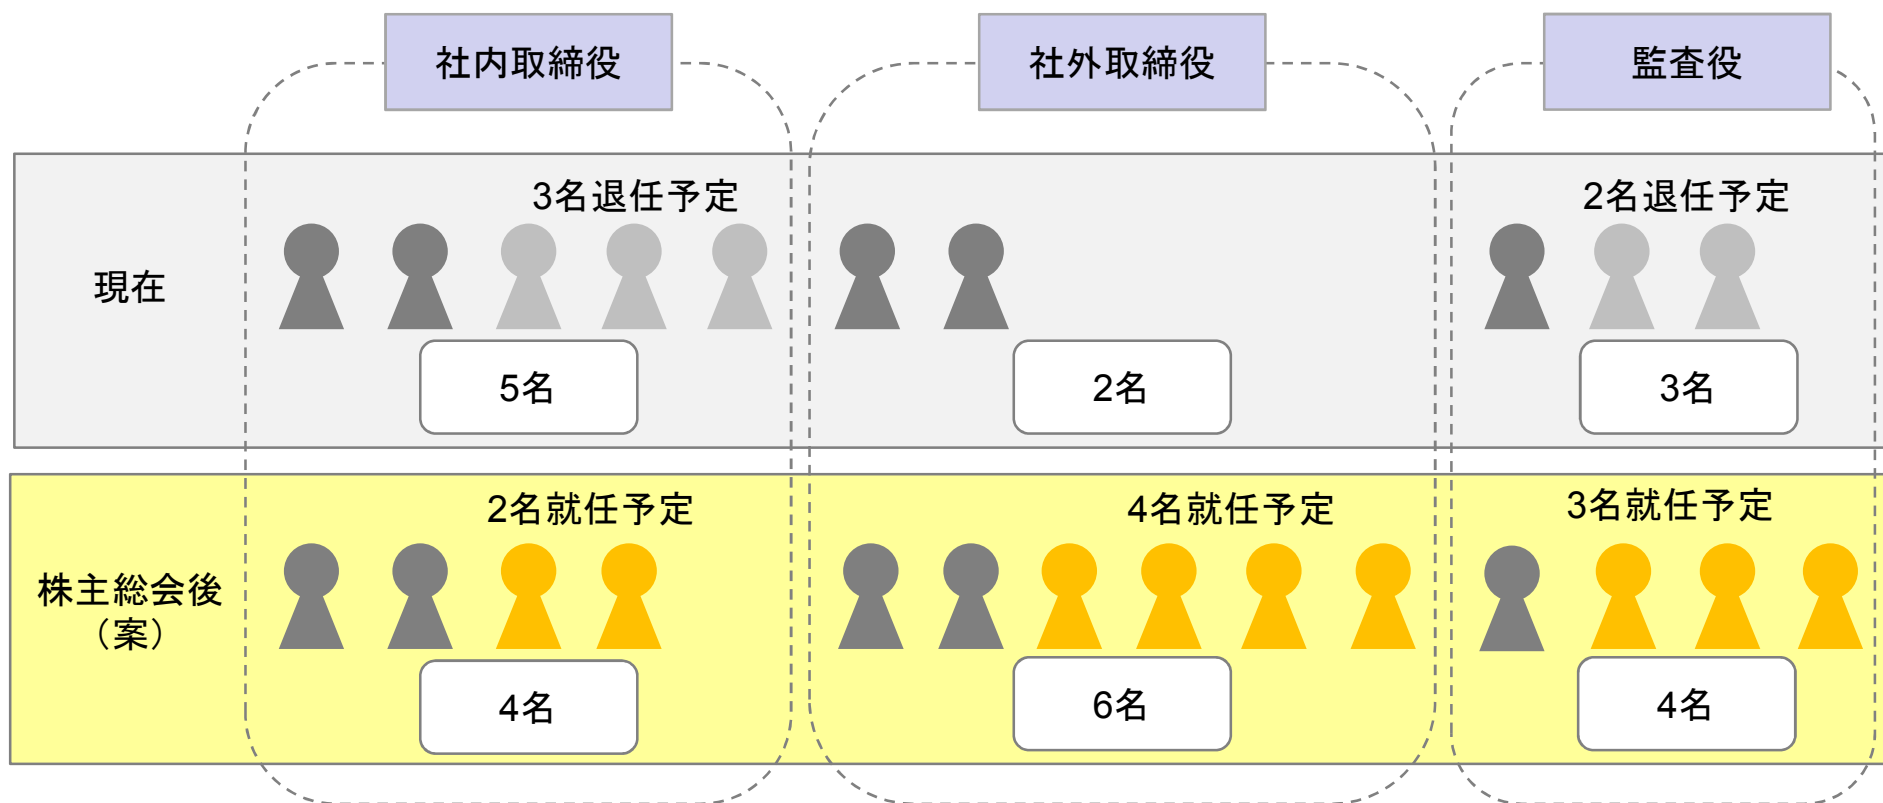 社内取締役
社外取締役
監査役
現在
3名退任予定
5名
2名
2名退任予定
3名
株主総会後
（案）
2名就任予定
4名
4名就任予定
6名
3名就任予定
4名